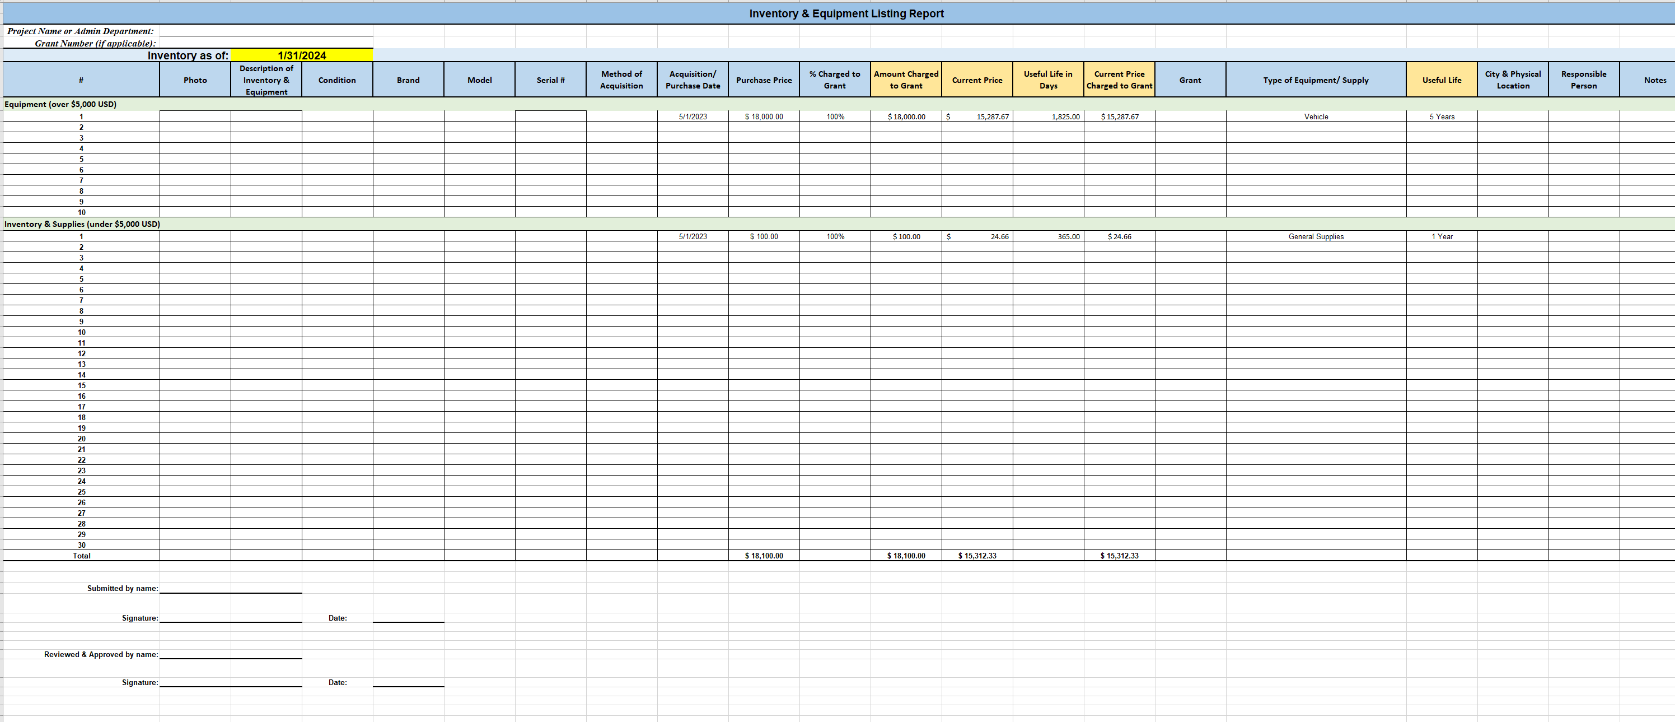 Inventory & Equipment Listing Report
Project Name or Admin Department:
Grant Number (if applicable):
Inventory as of: 1/31/2024
# Photo Description of Inventory & Equipment Condition Brand Model Serial # Method of Acquisition Acquisition/ Purchase Date Purchase Price % Charged to Grant Amount Charged to Grant Current Price Useful Life in Days Current Price Charged to Grant Grant Type of Equipment/ Supply Useful Life City & Physical Location Responsible Person Notes
Equipment (over $5,000 USD)
1 5/1/2023 $ 18,000.00 100% $ 18,000.00 $ 15,287.67 1,825.00 $ 15,287.67 Vehicle 5 Years
2
3
4
5
6
7
8
9
10
Inventory & Supplies (under $5,000 USD)
1 5/1/2023 $ 100.00 100% $ 100.00 $ 24.66 365.00 $ 24.66 General Supplies 1 Year
2
3
4
5
6
7
8
9
10
11
12
13
14
15
16
17
18
19
20
21
22
23
24
25
26
27
28
29
30
Total $ 18,100.00 $ 18,100.00 $ 15,312.33 $ 15,312.33
Submitted by name:
Signature: Date:
Reviewed & Approved by name:
Signature: Date: